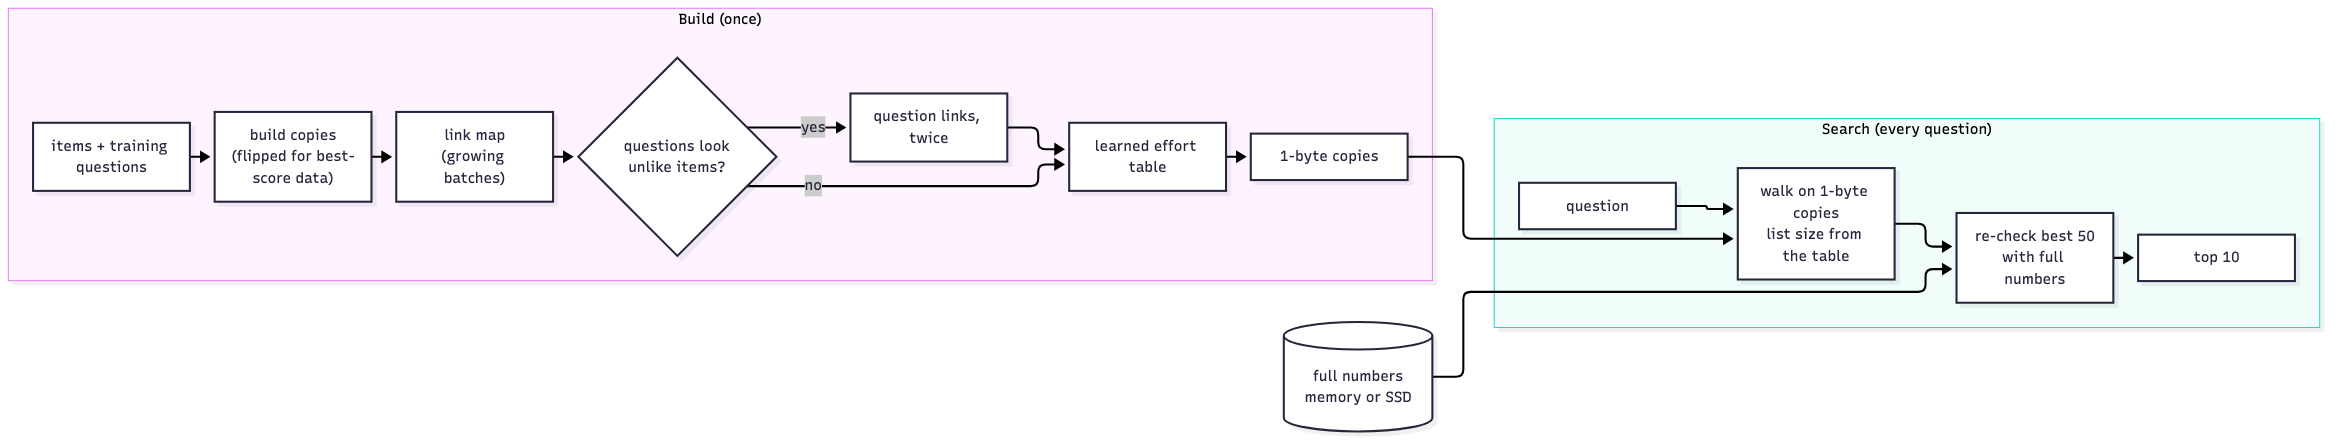 Build (once)
items + training
questions
build copies
(flipped for best-
score data)
link map
(growing
batches)
questions look
unlike items?
yes
no
question links,
twice
learned effort
table
1-byte copies
Search (every question)
question
walk on 1-byte
copies
list size from
the table
re-check best 50
with full
numbers
top 10
full numbers
memory or SSD